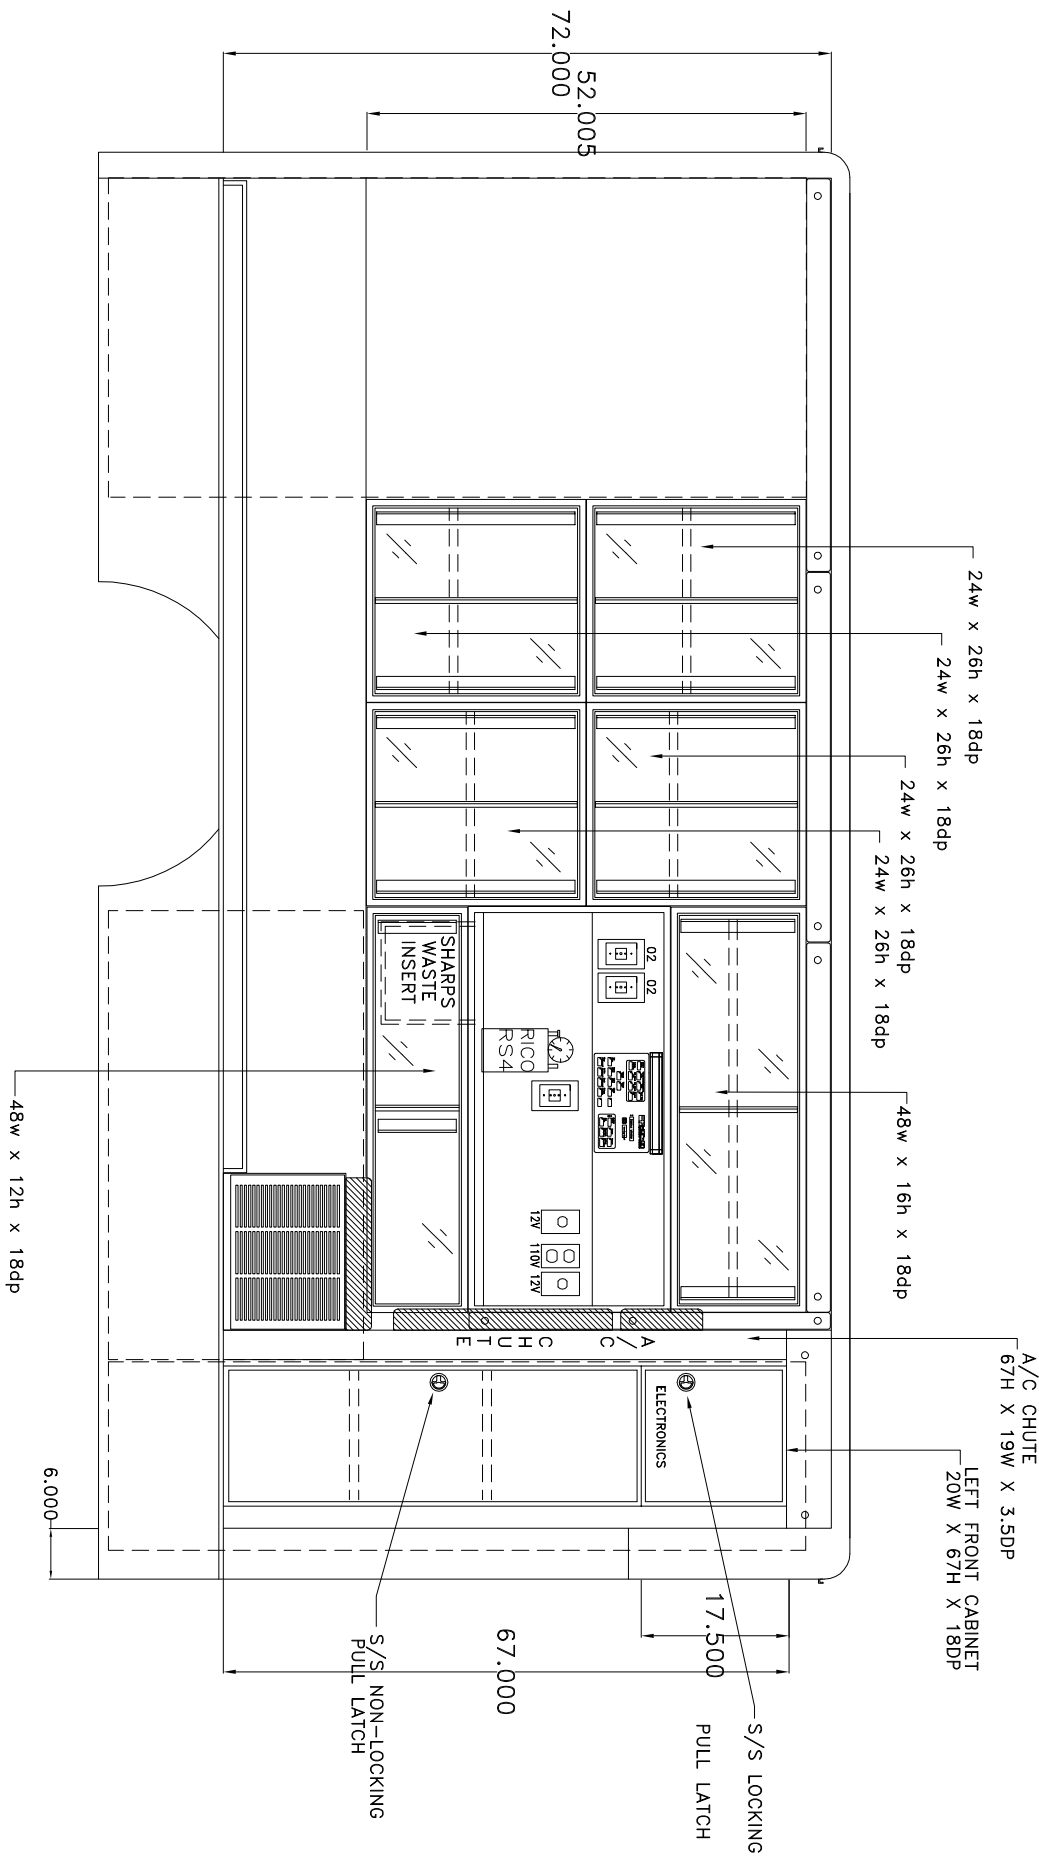 72.000
52.005
24w x 26h x 18dp
24w x 26h x 18dp
24w x 26h x 18dp
24w x 26h x 18dp
48w x 16h x 18dp
A/C CHUTE
67H X 19W X 3.5DP
LEFT FRONT CABINET
20W X 67H X 18DP
O2
O2
SHARPS
WASTE
INSERT
RICO
RS4
12V
110V
12V
A/C CHUTE
ELECTRONICS
48w x 12h x 18dp
6.000
17.500
67.000
S/S LOCKING
PULL LATCH
S/S NON-LOCKING
PULL LATCH